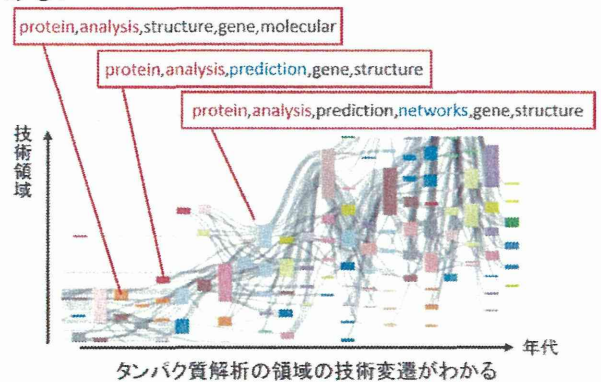 protein,analysis,structure,gene,molecular
protein,analysis,prediction,gene,structure
protein,analysis,prediction,networks,gene,structure
技術領域
年代
タンパク質解析の領域の技術変遷がわかる